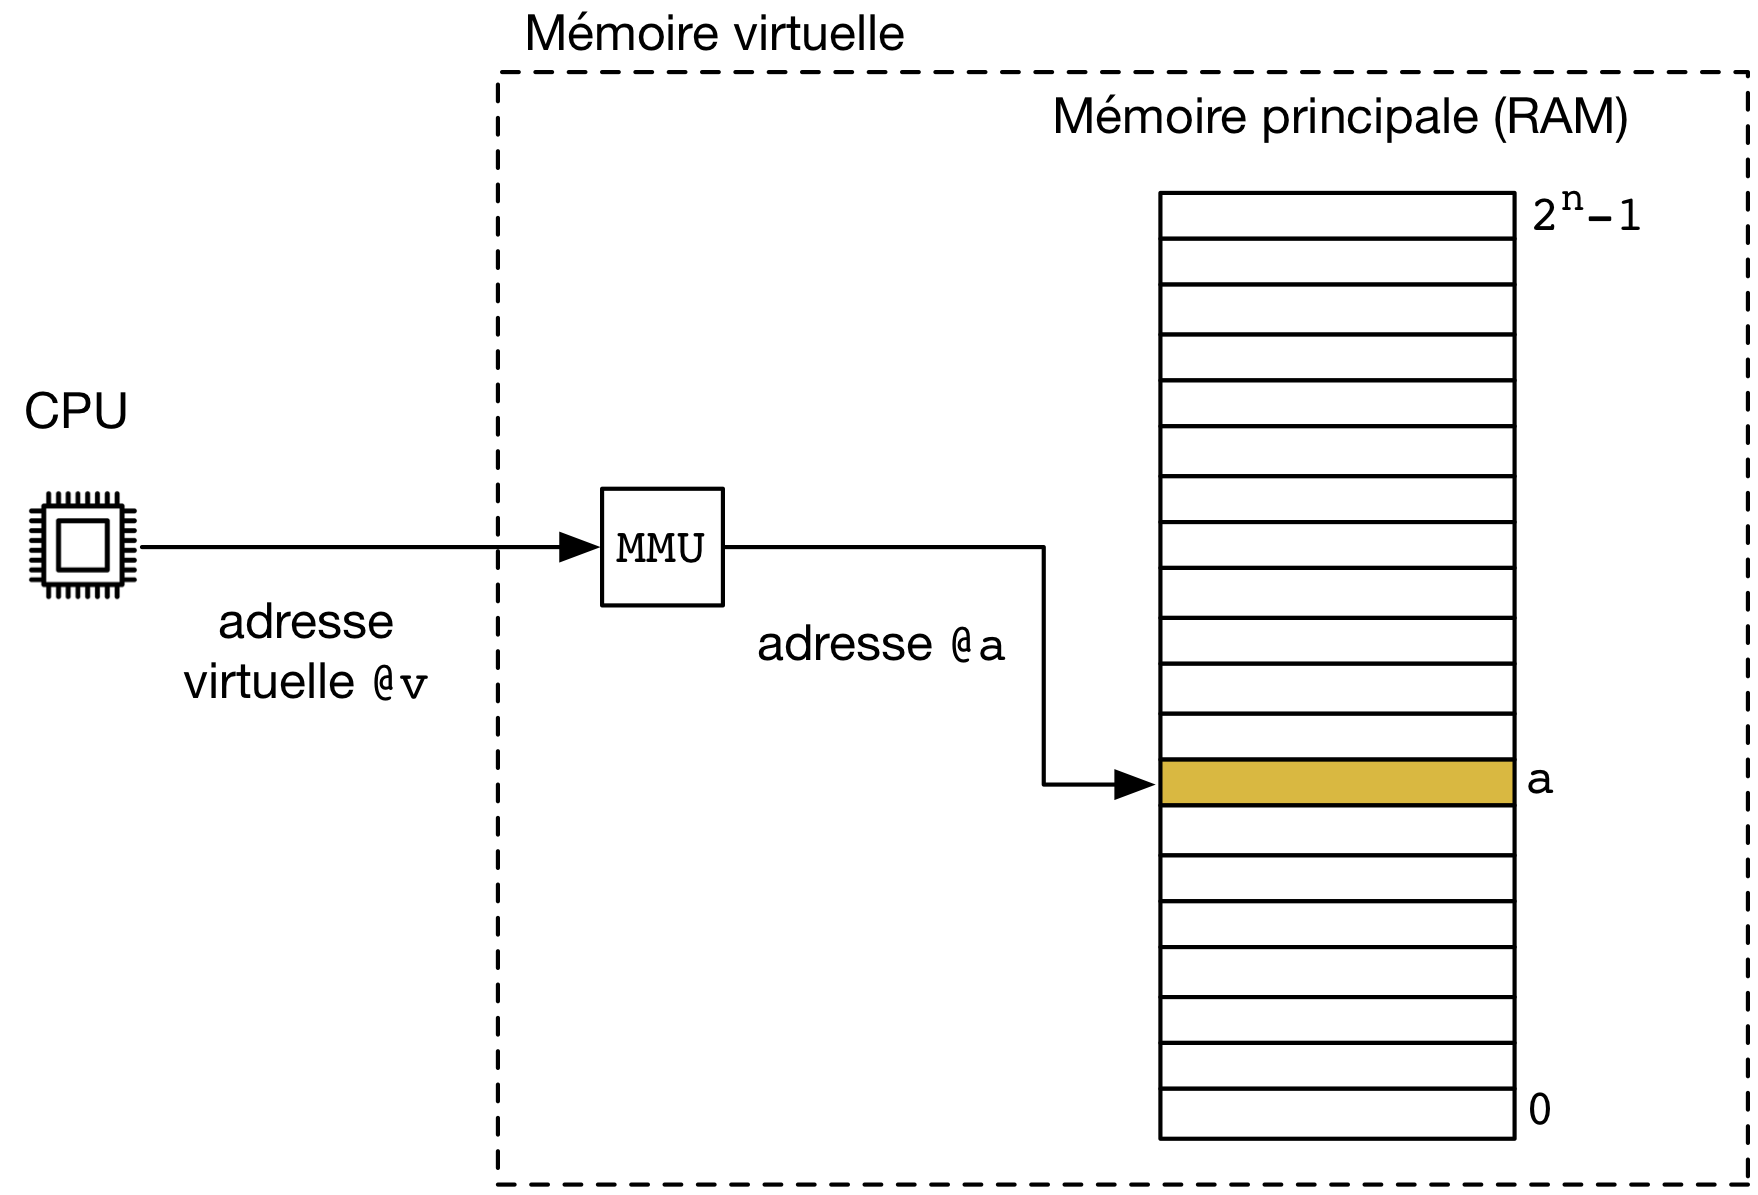 Mémoire virtuelle
Mémoire principale (RAM)
2ⁿ-1
CPU
MMU
adresse
virtuelle @v
adresse @a
a
0